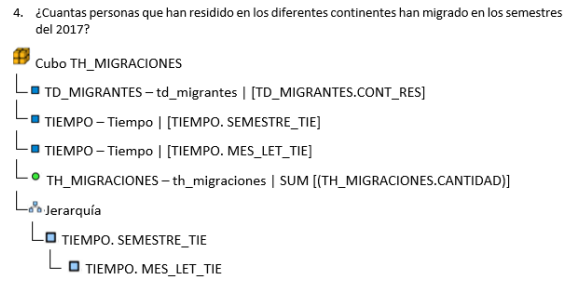 4. ¿Cuantas personas que han residido en los diferentes continentes han migrado en los semestres
del 2017?
Cubo TH_MIGRACIONES
TD_MIGRANTES – td_migrantes | [TD_MIGRANTES.CONT_RES]
TIEMPO – Tiempo | [TIEMPO. SEMESTRE_TIE]
TIEMPO – Tiempo | [TIEMPO. MES_LET_TIE]
TH_MIGRACIONES – th_migraciones | SUM [(TH_MIGRACIONES.CANTIDAD)]
Jerarquía
TIEMPO. SEMESTRE_TIE
TIEMPO. MES_LET_TIE